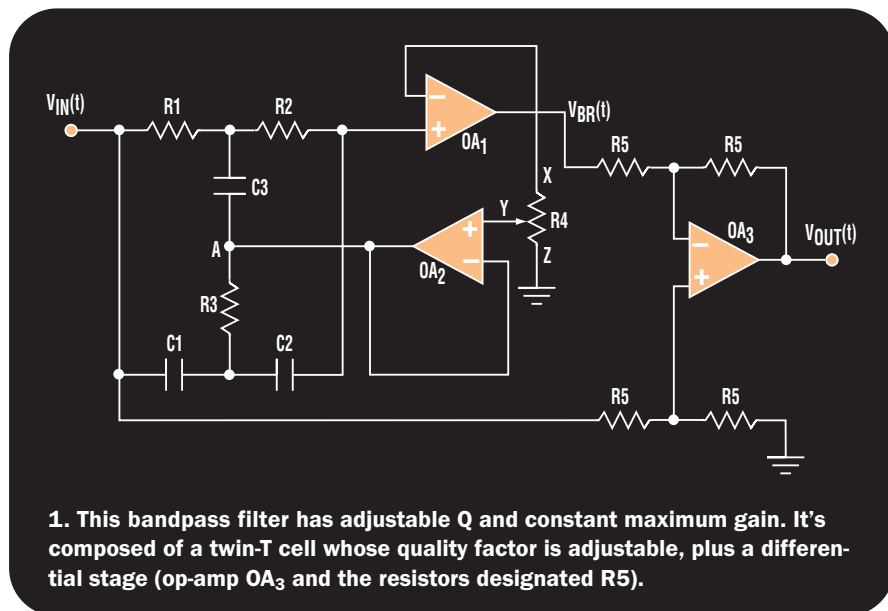 VIN(t)
R1
R2
OA1
VBR(t)
R5
R5
C3
X
Y
R4
Z
A
OA2
OA3
VOUT(t)
R3
C1
C2
R5
R5
1. This bandpass filter has adjustable Q and constant maximum gain. It's
composed of a twin-T cell whose quality factor is adjustable, plus a differen-
tial stage (op-amp OA3 and the resistors designated R5).